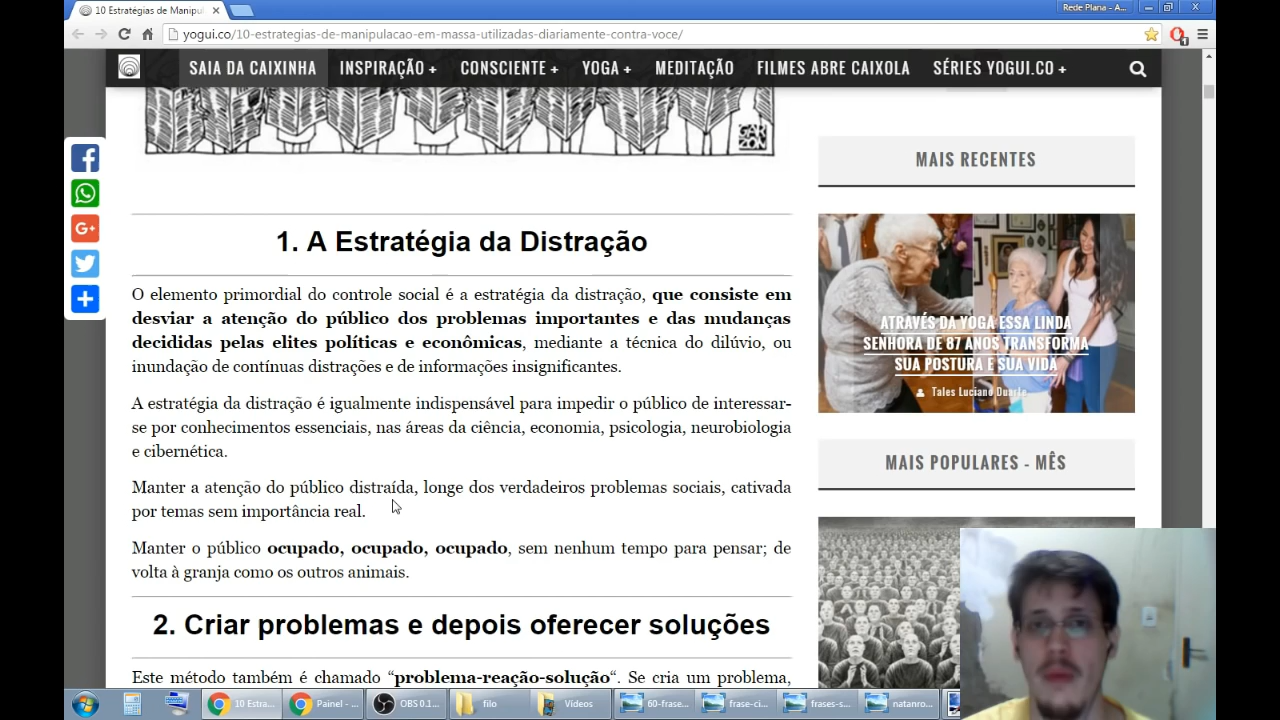 10 Estratégias de Manipul
Rede Plana - A...
yogui.co/10-estrategias-de-manipulacao-em-massa-utilizadas-diariamente-contra-voce/
SAIA DA CAIXINHA INSPIRAÇÃO + CONSCIENTE + YOGA + MEDITAÇÃO FILMES ABRE CAIXOLA SÉRIES YOGUI.CO +
GAR
ZON
1. A Estratégia da Distração
O elemento primordial do controle social é a estratégia da distração, que consiste em
desviar a atenção do público dos problemas importantes e das mudanças
decididas pelas elites políticas e econômicas, mediante a técnica do dilúvio, ou
inundação de contínuas distrações e de informações insignificantes.
A estratégia da distração é igualmente indispensável para impedir o público de interessar-
se por conhecimentos essenciais, nas áreas da ciência, economia, psicologia, neurobiologia
e cibernética.
Manter a atenção do público distraída, longe dos verdadeiros problemas sociais, cativada
por temas sem importância real.
Manter o público ocupado, ocupado, ocupado, sem nenhum tempo para pensar; de
volta à granja como os outros animais.
2. Criar problemas e depois oferecer soluções
Este método também é chamado “problema-reação-solução“. Se cria um problema,
MAIS RECENTES
ATRAVÉS DA YOGA ESSA LINDA
SENHORA DE 87 ANOS TRANSFORMA
SUA POSTURA E SUA VIDA
Tales Luciano Duarte
MAIS POPULARES - MÊS
10 Estra... Painel - ... OBS 0.1... filo Vídeos 60-frase... frase-ci... frases-s... natanro...